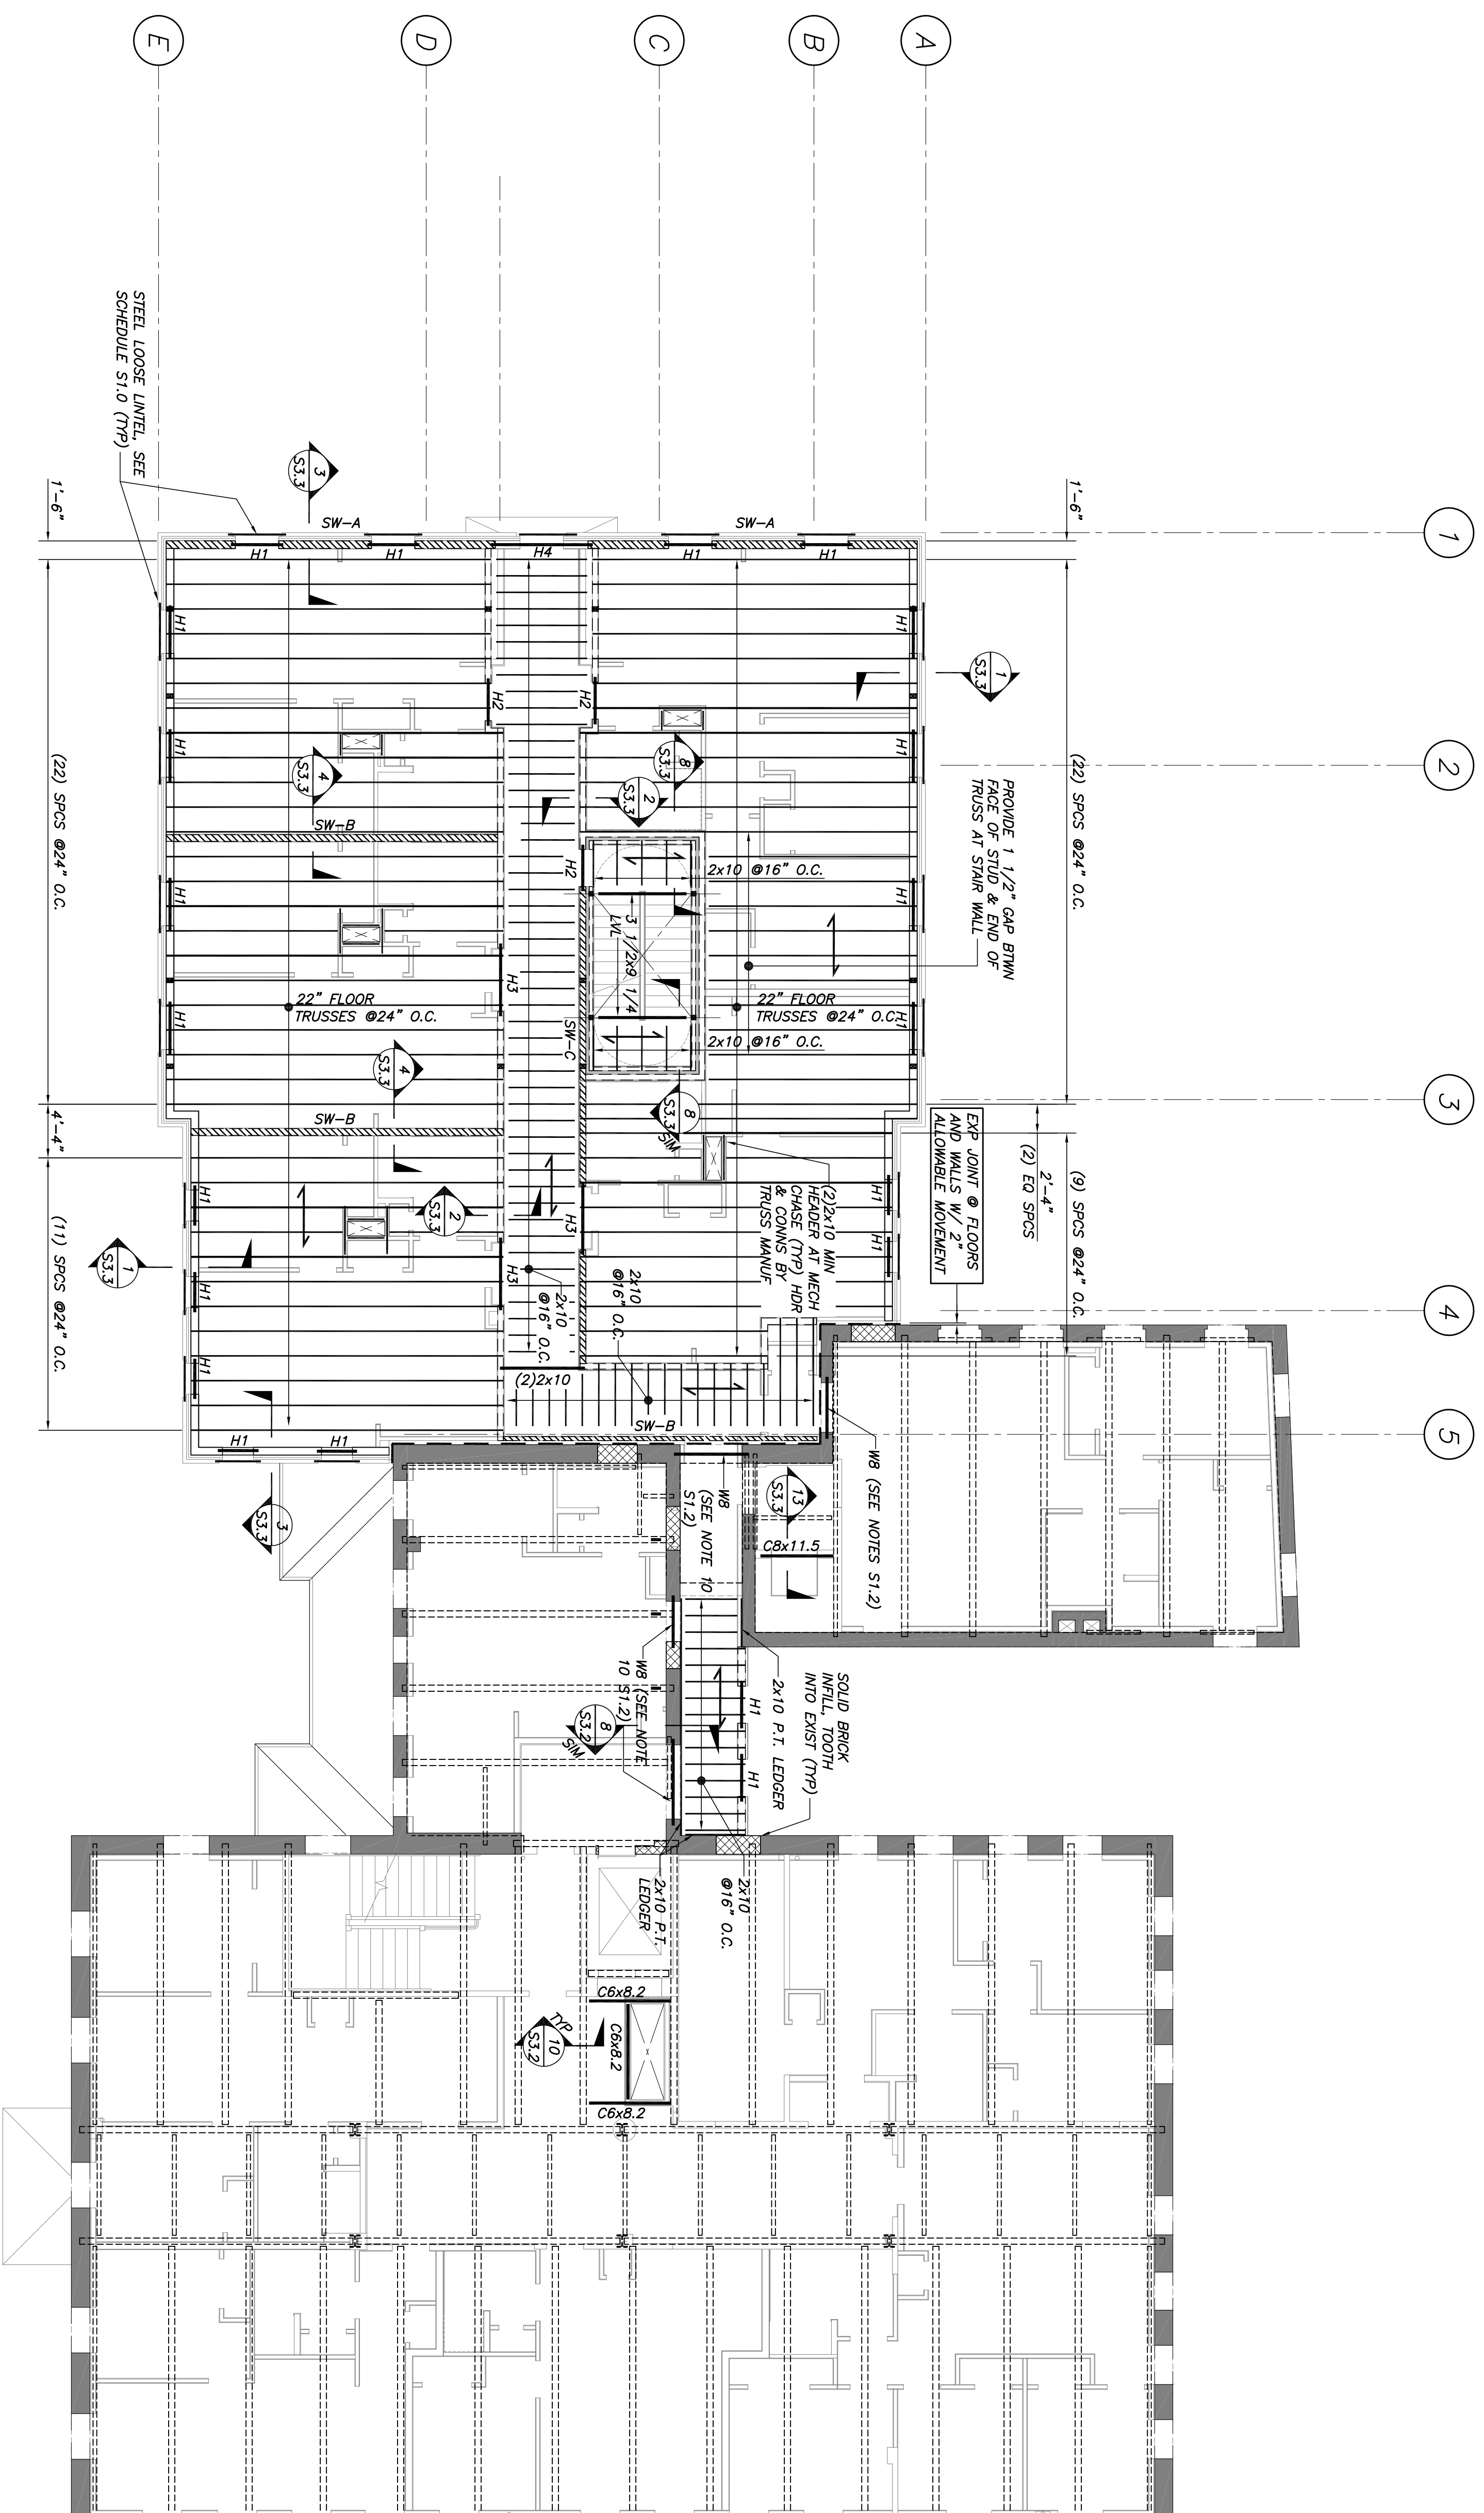 E
D
C
B
A
1
2
3
4
5
STEEL LOOSE LINTEL, SEE
SCHEDULE S1.0 (TYP)
3
S3.3
1'-6"
1'-6"
SW-A
SW-A
H1
H1
H4
H1
H1
H1
H1
1
S3.3
(22) SPCS @24" O.C.
(22) SPCS @24" O.C.
PROVIDE 1 1/2" GAP BTWN
FACE OF STUD & END OF
TRUSS AT STAIR WALL
H2
H2
H1
H1
4
S3.3
8
S3.3
2
S3.3
SW-B
H2
2x10 @16" O.C.
3 1/2x9 1/4
LVL
H1
H1
H3
22" FLOOR
TRUSSES @24" O.C.
22" FLOOR
TRUSSES @24" O.C.
H1
H1
SW-C
2x10 @16" O.C.
4
S3.3
8
S3.3
SIM
SW-B
4'-4"
2'-4"
(2) EQ SPCS
(9) SPCS @24" O.C.
EXP JOINT @ FLOORS
AND WALLS W/ 2"
ALLOWABLE MOVEMENT
(2)2x10 MIN
HEADER AT MECH
CHASE (TYP) HDR
& CONNS BY
TRUSS MANUF
H1
H1
H1
H1
H1
2
S3.3
H3
H3
1
S3.3
(11) SPCS @24" O.C.
2x10
@16" O.C.
2x10
@16" O.C.
(2)2x10
SW-B
H1
H1
3
S3.3
W8 (SEE NOTES S1.2)
W8
(SEE NOTE 10
S1.2)
13
S3.3
C8x11.5
W8 (SEE NOTE
10 S1.2)
8
S3.2
SIM
H1
H1
2x10 P.T. LEDGER
SOLID BRICK
INFILL, TOOTH
INTO EXIST (TYP)
2x10 P.T.
LEDGER
2x10
@16" O.C.
C6x8.2
C6x8.2
C6x8.2
TYP
10
S3.2